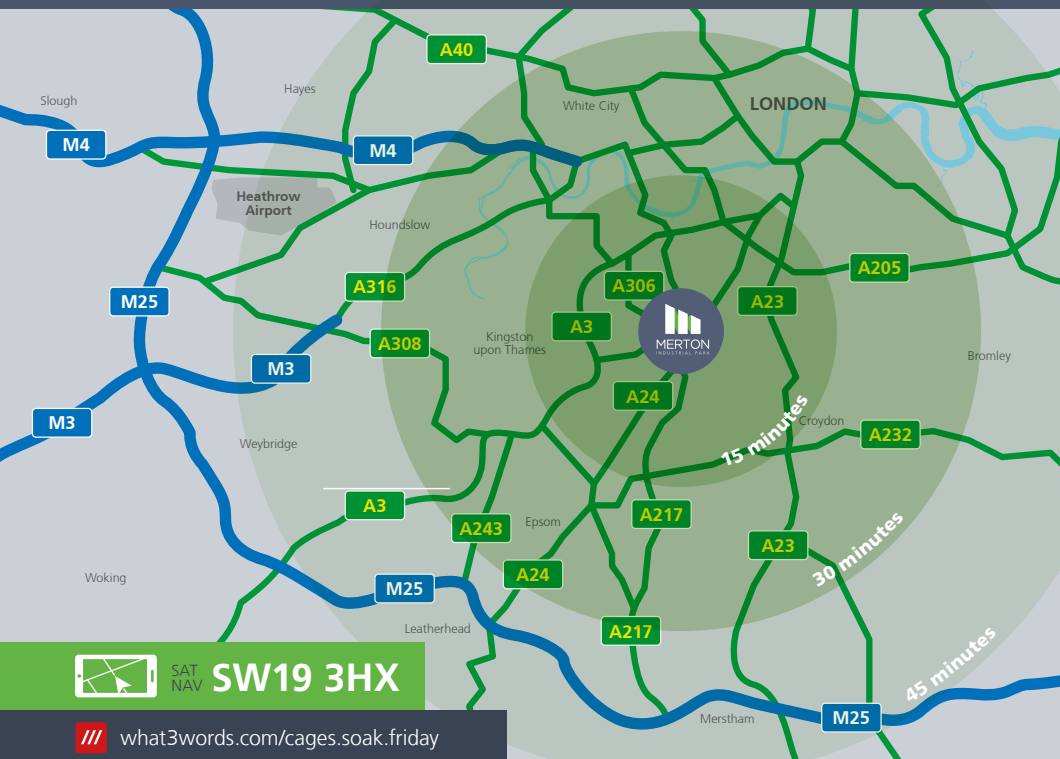 A40
Hayes
Slough
White City
LONDON
M4
M4
Heathrow
Airport
Houndslow
A205
A316
A306
M25
A23
MERTON
INDUSTRIAL PARK
A3
Kingston
upon Thames
A308
Bromley
M3
A24
M3
15 minutes
Croydon
A232
Weybridge
A3
A217
A243
Epsom
A23
30 minutes
A24
Woking
M25
Leatherhead
A217
45 minutes
SAT
NAV
SW19 3HX
Merstham
M25
what3words.com/cages.soak.friday